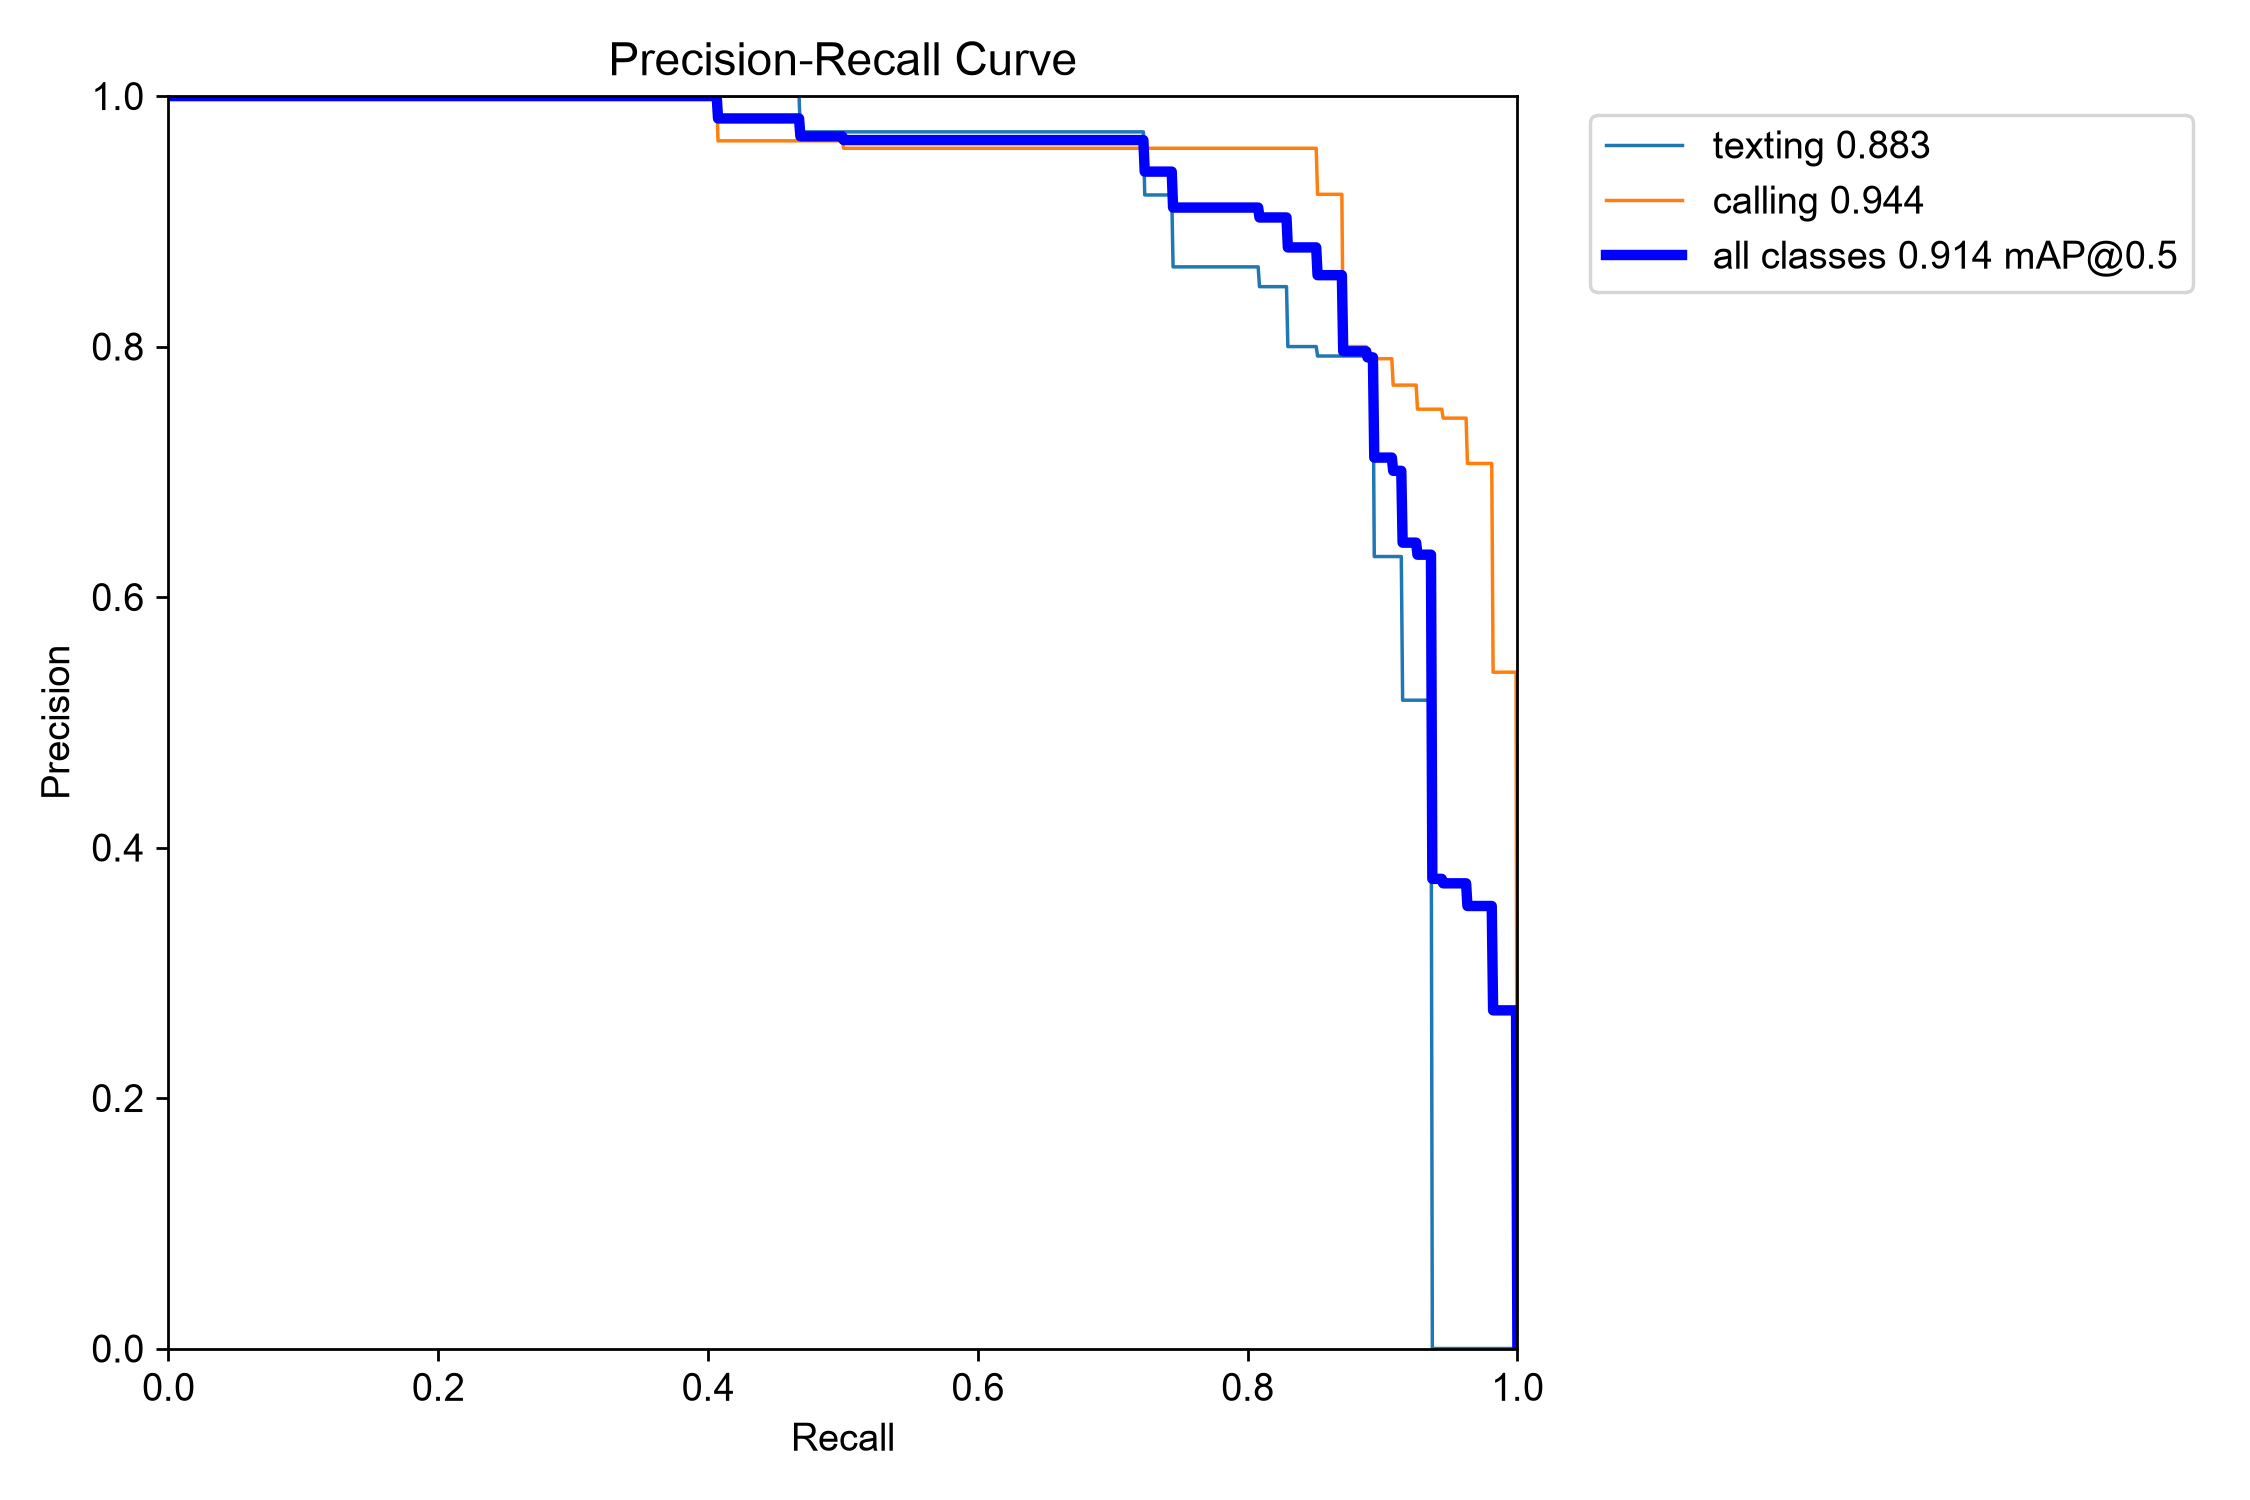 Precision-Recall Curve
texting 0.883
calling 0.944
all classes 0.914 mAP@0.5
Precision
1.0
0.8
0.6
0.4
0.2
0.0
0.0 0.2 0.4 0.6 0.8 1.0
Recall